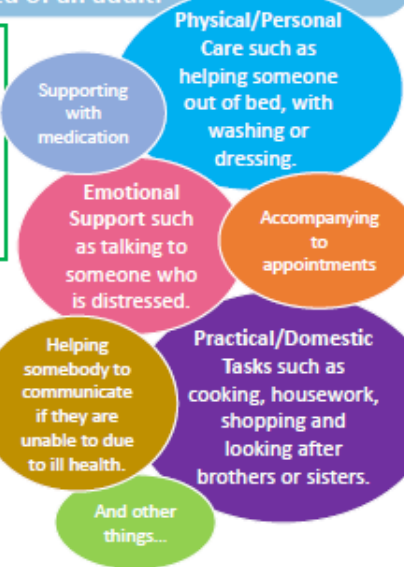 of an adult.
Physical/Personal
Care such as
helping someone
out of bed, with
washing or
dressing.
Supporting
with
medication
Emotional
Support such
as talking to
someone who
is distressed.
Accompanying
to
appointments
Helping
somebody to
communicate
if they are
unable to due
to ill health.
Practical/Domestic
Tasks such as
cooking, housework,
shopping and
looking after
brothers or sisters.
And other
things...